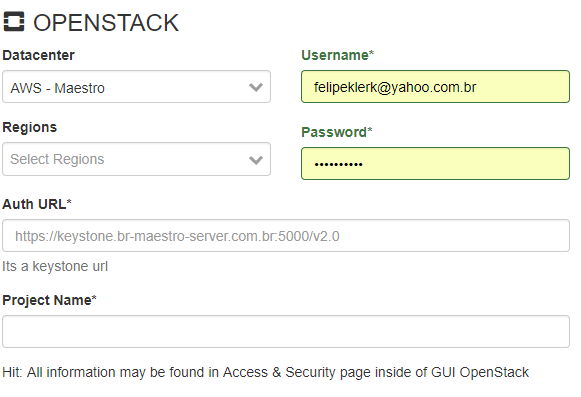 OPENSTACK
Datacenter
AWS - Maestro
Username*
felipeklerk@yahoo.com.br
Regions
Select Regions
Password*
••••••••••
Auth URL*
https://keystone.br-maestro-server.com.br:5000/v2.0
Its a keystone url
Project Name*
Hit: All information may be found in Access & Security page inside of GUI OpenStack